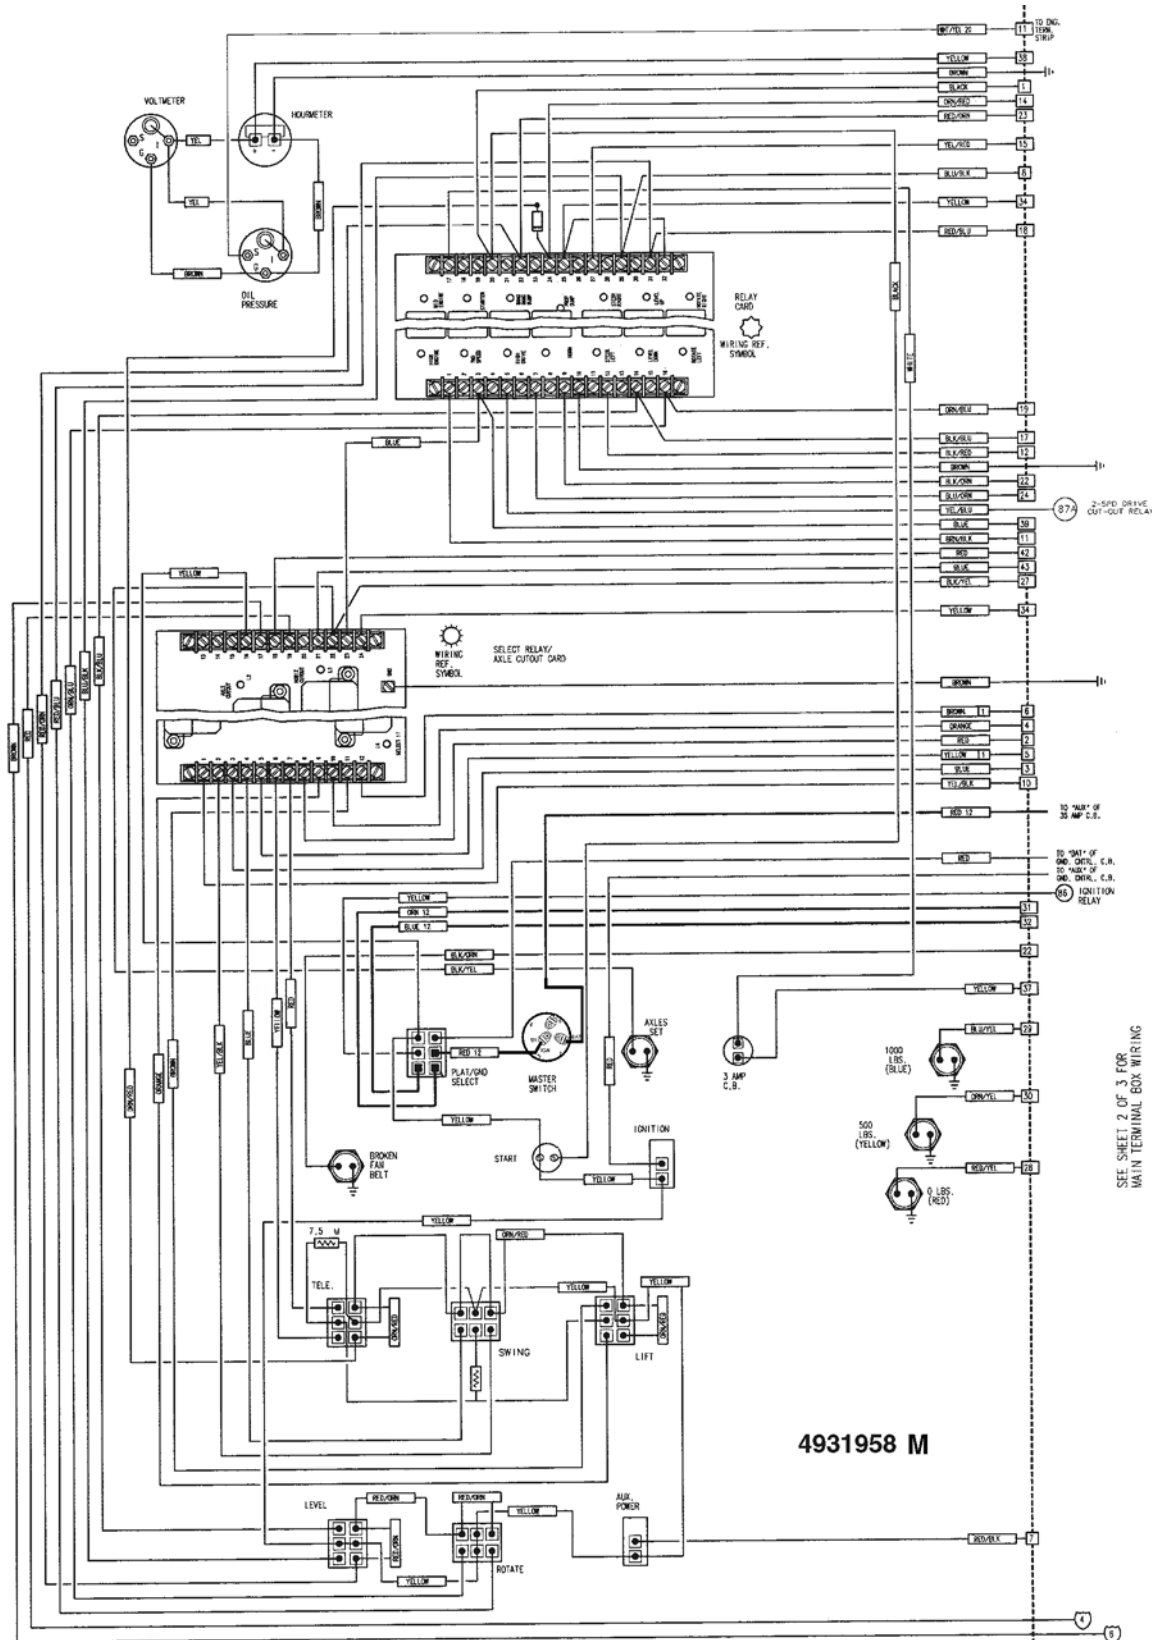 WHT/YEL 20
11
TO ENG.
TERM.
STRIP
YELLOW
BROWN
BLACK
ORN/RED
14
RED/ORN
23
YEL/RED
15
BLU/BLK
8
YELLOW
34
RED/BLU
18
VOLTMETER
HOURMETER
S
I
G
YEL
YEL
BROWN
BROWN
S
I
G
OIL
PRESSURE
BLACK
WHITE
RELAY
CARD
WIRING REF.
SYMBOL
BLUE
ORN/BLU
19
BLK/BLU
17
BLK/RED
12
BROWN
BLK/ORN
22
BLU/ORN
24
YEL/BLU
87A
2-SPD DRIVE
CUT-OUT RELAY
BLUE
39
BRN/BLK
11
RED
42
BLUE
43
BLK/YEL
27
YELLOW
34
YELLOW
WIRING
REF.
SYMBOL
SELECT RELAY/
AXLE CUTOUT CARD
BLK/BLU
BLU/BLK
ORN/BLU
RED/BLU
RED/ORN
RED
BROWN
BROWN
BROWN 1
6
ORANGE
4
RED
2
YELLOW 1
5
BLUE
3
YEL/BLK
10
RED 12
TO "AUX" OF
35 AMP C.B.
RED
TO "BAT" OF
GND. CNTRL. C.B.
TO "AUX" OF
GND. CNTRL. C.B.
YELLOW
86
IGNITION
RELAY
ORN 12
31
BLUE 12
32
BLK/ORN
22
BLK/YEL
YELLOW
37
RED 12
PLAT/GND
SELECT
MASTER
SWITCH
AXLES
SET
3 AMP
C.B.
BLU/YEL
29
1000
LBS.
(BLUE)
ORN/YEL
30
500
LBS.
(YELLOW)
RED/YEL
28
0 LBS.
(RED)
SEE SHEET 2 OF 3 FOR
MAIN TERMINAL BOX WIRING
ORN/RED
ORANGE
BROWN
YEL/BLK
BLUE
YELLOW
RED
RED
YELLOW
START
IGNITION
YELLOW
BROKEN
FAN
BELT
YELLOW
7.5
ORN/RED
TELE.
YELLOW
YELLOW
ORN/RED
ORN/RED
SWING
LIFT
4931958 M
LEVEL
RED/ORN
RED/ORN
YELLOW
AUX.
POWER
RED/BLK
7
RED/ORN
YELLOW
ROTATE
4
6